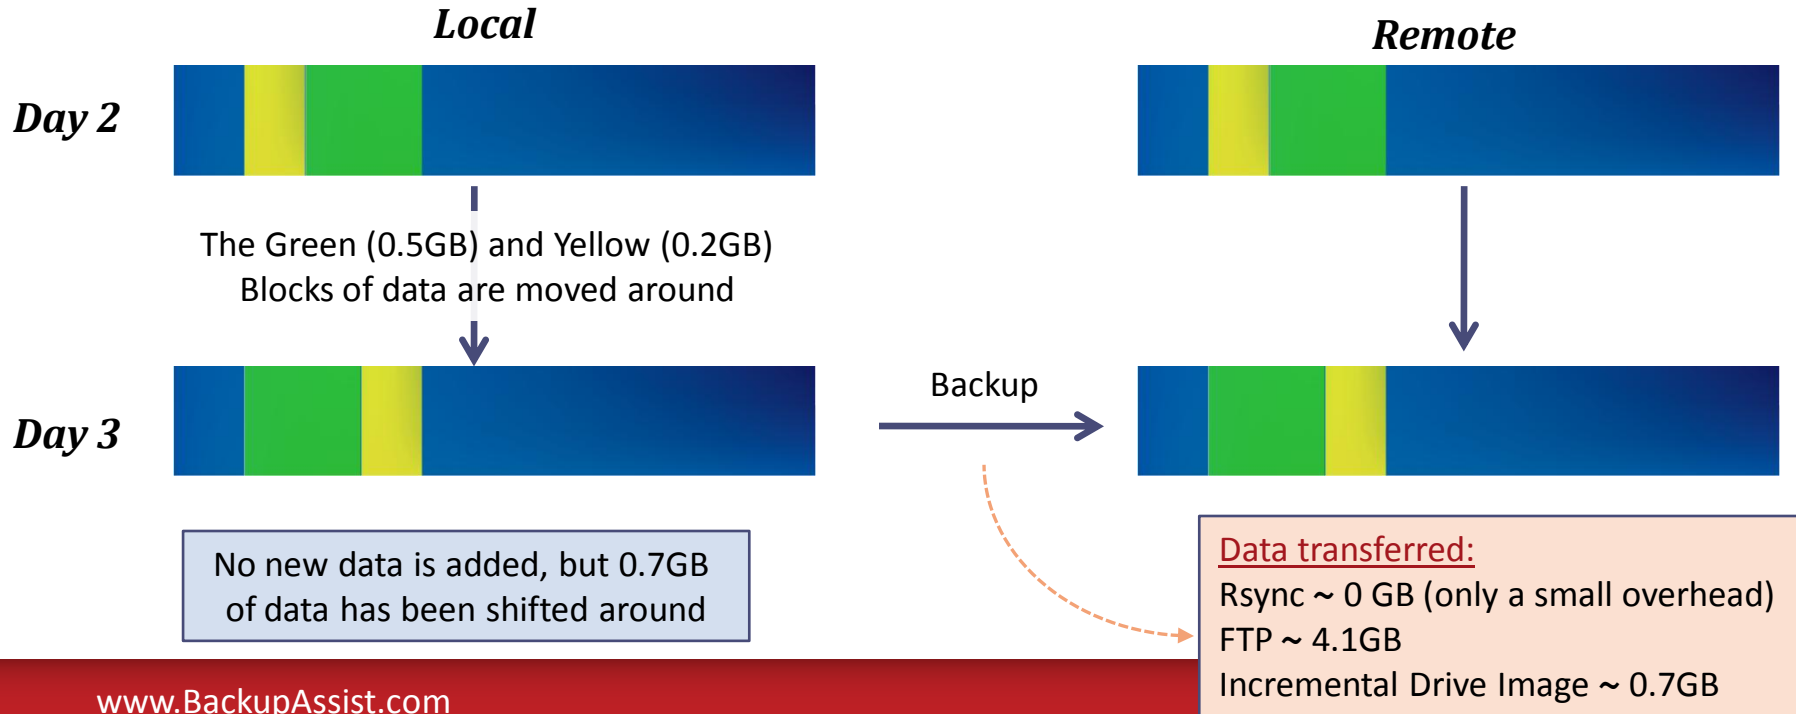 Local
Remote
Day 2
The Green (0.5GB) and Yellow (0.2GB)
Blocks of data are moved around
Backup
Day 3
No new data is added, but 0.7GB
of data has been shifted around
Data transferred:
Rsync ~ 0 GB (only a small overhead)
FTP ~ 4.1GB
Incremental Drive Image ~ 0.7GB
www.BackupAssist.com